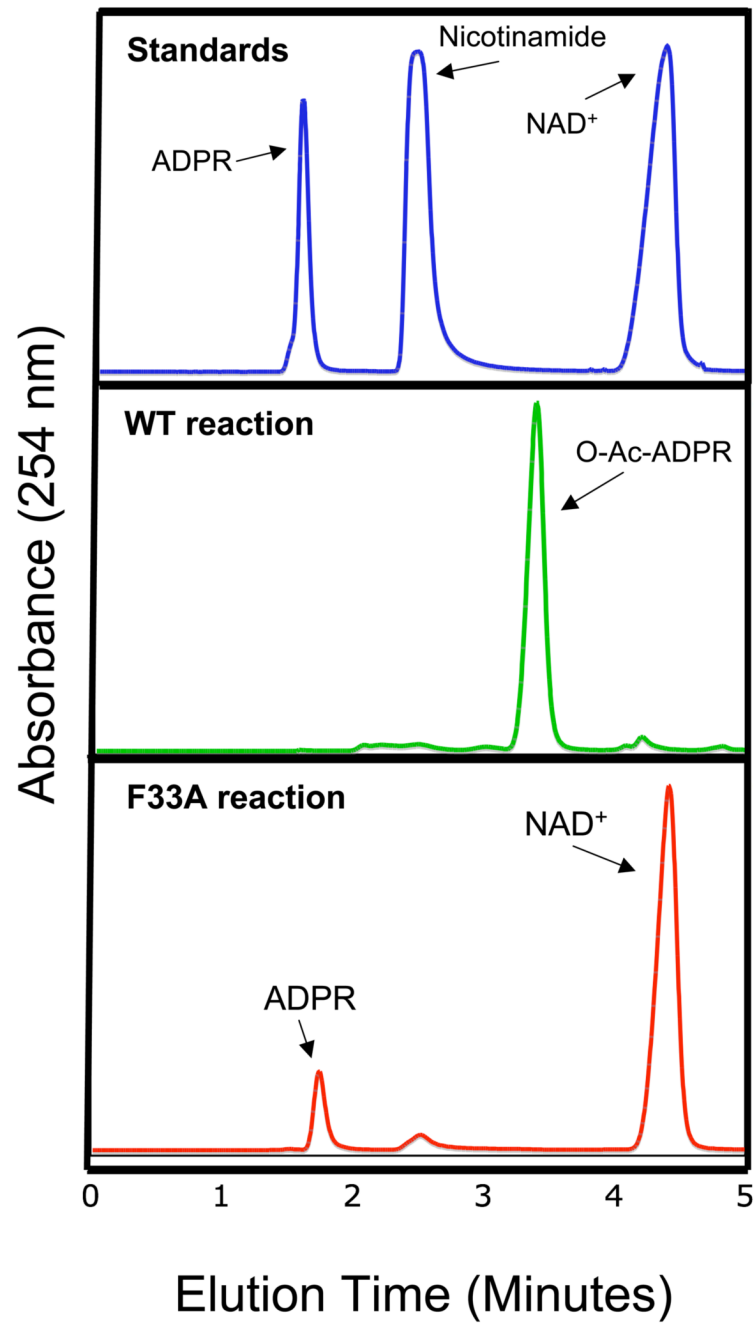 Standards
Nicotinamide
NAD⁺
ADPR
WT reaction
O-Ac-ADPR
F33A reaction
NAD⁺
ADPR
Absorbance (254 nm)
0 1 2 3 4 5
Elution Time (Minutes)